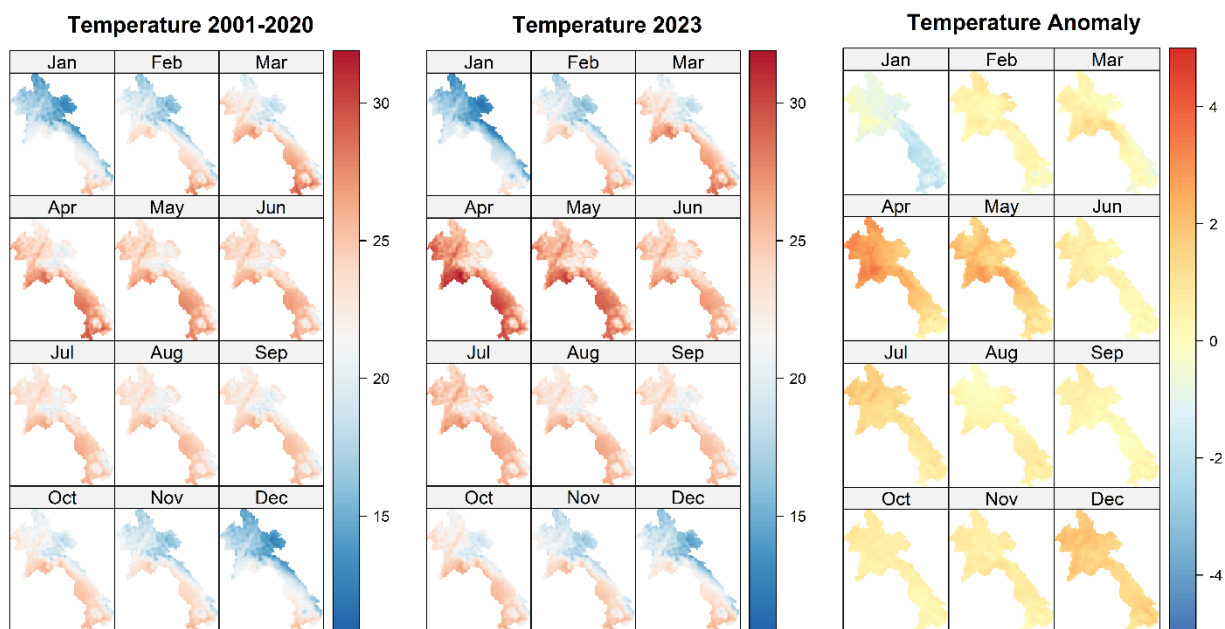 Temperature 2001-2020
Jan Feb Mar
Apr May Jun
Jul Aug Sep
Oct Nov Dec
30
25
20
15
Temperature 2023
Jan Feb Mar
Apr May Jun
Jul Aug Sep
Oct Nov Dec
30
25
20
15
Temperature Anomaly
Jan Feb Mar
Apr May Jun
Jul Aug Sep
Oct Nov Dec
4
2
0
-2
-4